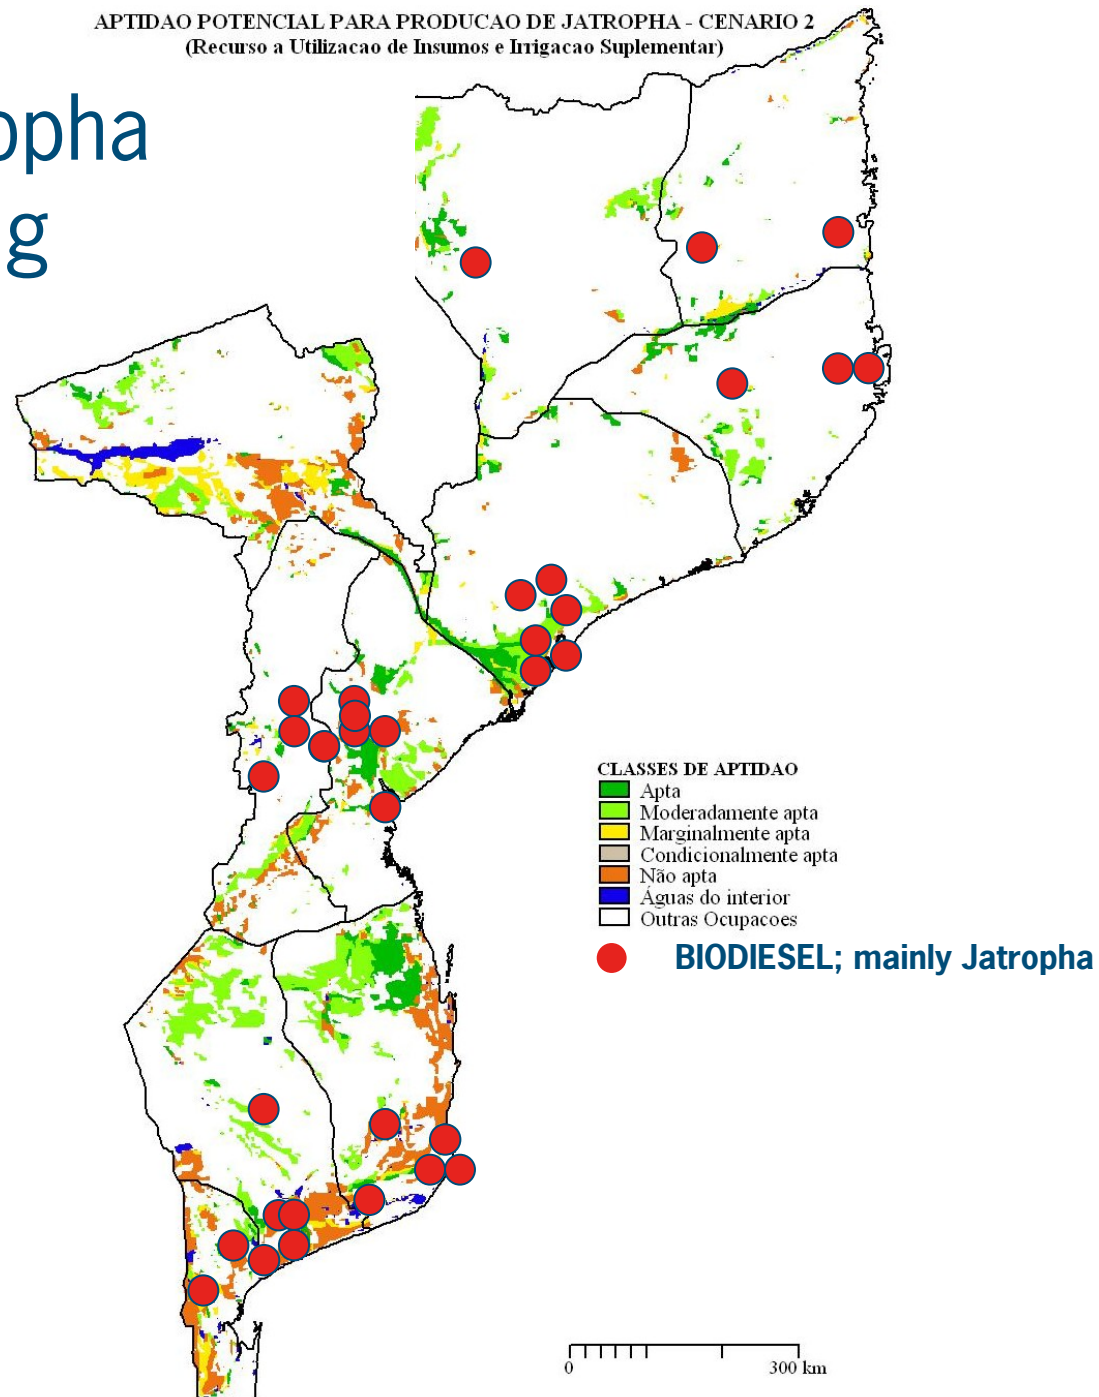 APTIDAO POTENCIAL PARA PRODUCAO DE JATROPHA - CENARIO 2
(Recurso a Utilizacao de Insumos e Irrigacao Suplementar)
opha
g
CLASSES DE APTIDAO
Apta
Moderadamente apta
Marginalmente apta
Condicionalmente apta
Não apta
Águas do interior
Outras Ocupacoes
BIODIESEL; mainly Jatropha
0 300 km